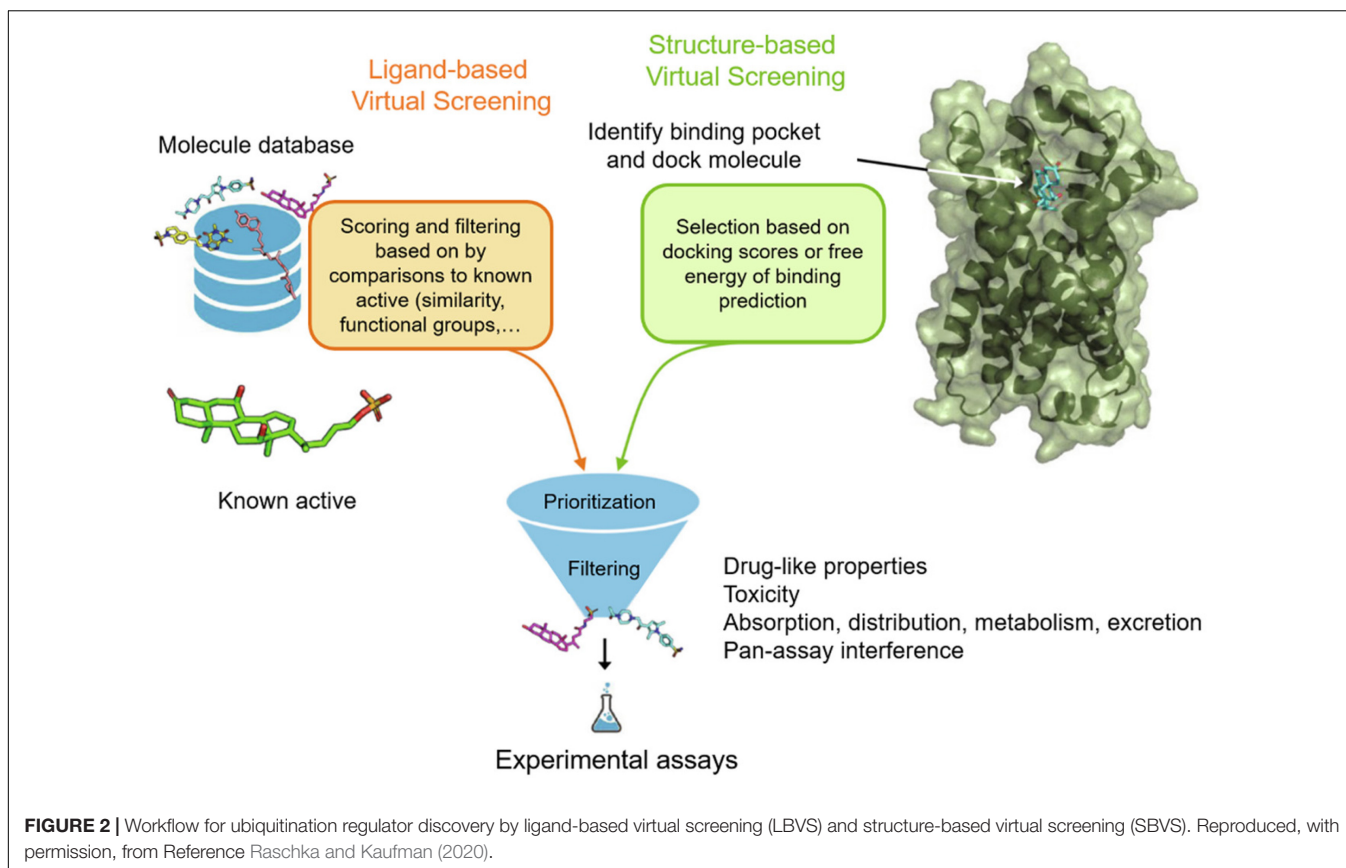 Ligand-based
Virtual Screening
Structure-based
Virtual Screening
Molecule database
Identify binding pocket
and dock molecule
Scoring and filtering
based on by
comparisons to known
active (similarity,
functional groups,...
Selection based on
docking scores or free
energy of binding
prediction
Known active
Prioritization
Filtering
Drug-like properties
Toxicity
Absorption, distribution, metabolism, excretion
Pan-assay interference
Experimental assays
FIGURE 2 | Workflow for ubiquitination regulator discovery by ligand-based virtual screening (LBVS) and structure-based virtual screening (SBVS). Reproduced, with
permission, from Reference Raschka and Kaufman (2020).